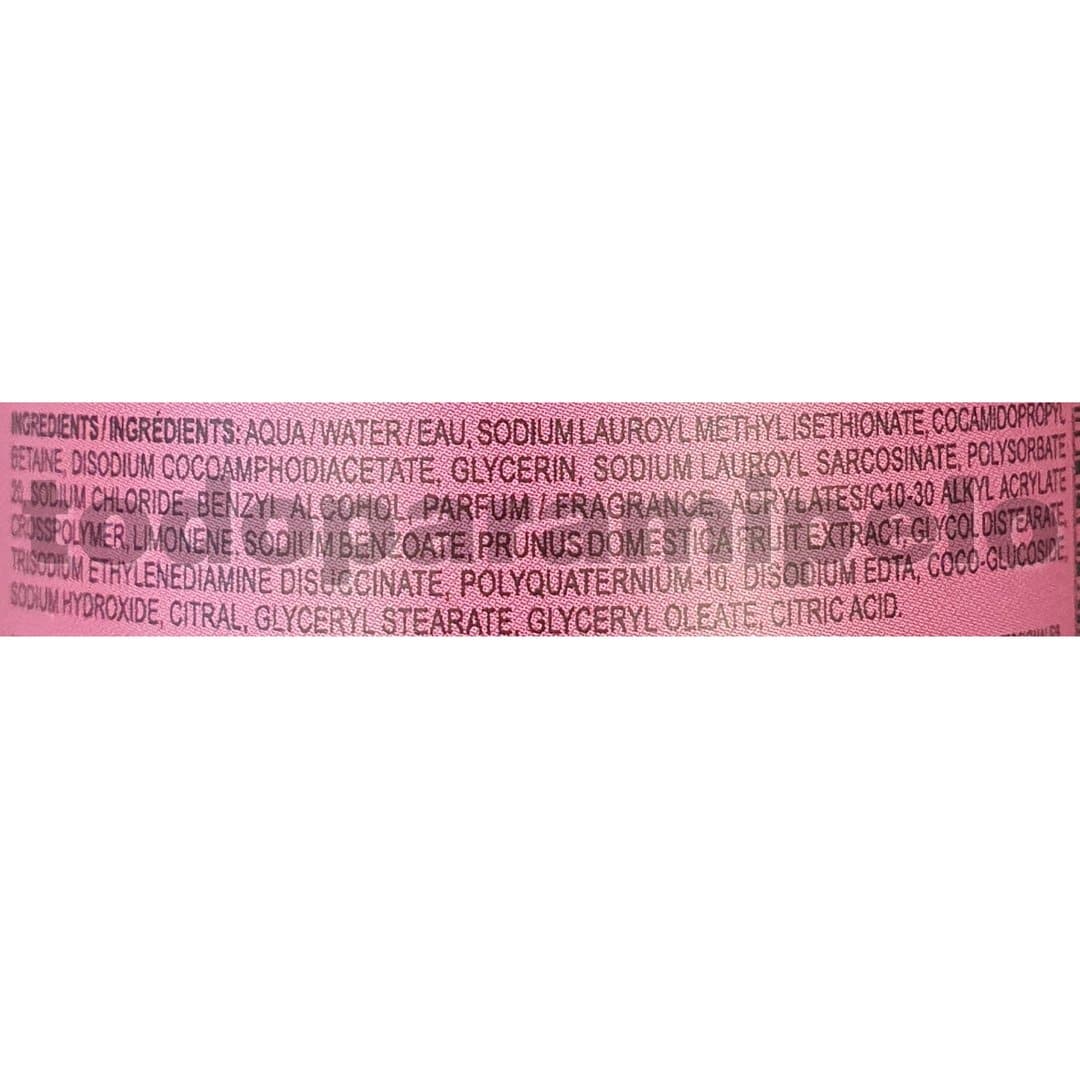 INGREDIENTS / INGRÉDIENTS: AQUA / WATER / EAU, SODIUM LAUROYL METHYL ISETHIONATE, COCAMIDOPROPYL
BETAINE, DISODIUM COCOAMPHODIACETATE, GLYCERIN, SODIUM LAUROYL SARCOSINATE, POLYSORBATE
20, SODIUM CHLORIDE, BENZYL ALCOHOL, PARFUM / FRAGRANCE, ACRYLATES/C10-30 ALKYL ACRYLATE
CROSSPOLYMER, LIMONENE, SODIUM BENZOATE, PRUNUS DOMESTICA FRUIT EXTRACT, GLYCOL DISTEARATE,
TRISODIUM ETHYLENEDIAMINE DISUCCINATE, POLYQUATERNIUM-10, DISODIUM EDTA, COCO-GLUCOSIDE,
SODIUM HYDROXIDE, CITRAL, GLYCERYL STEARATE, GLYCERYL OLEATE, CITRIC ACID.